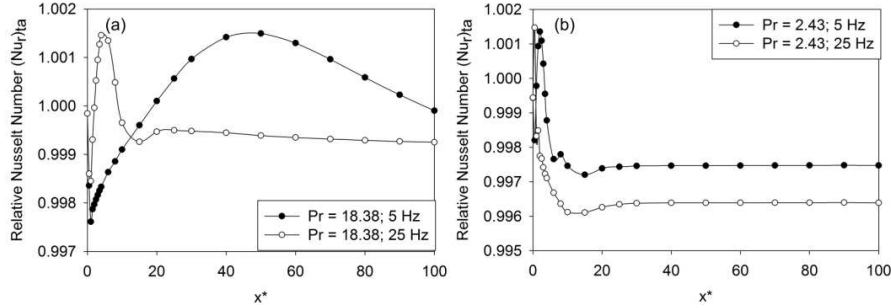 (a)
Relative Nusselt Number (Nur)ta
1.002
1.001
1.000
0.999
0.998
0.997
0
20
40
60
80
100
x*
Pr = 18.38; 5 Hz
Pr = 18.38; 25 Hz
(b)
Relative Nusselt Number (Nur)ta
1.002
1.001
1.000
0.999
0.998
0.997
0.996
0.995
0
20
40
60
80
100
x*
Pr = 2.43; 5 Hz
Pr = 2.43; 25 Hz